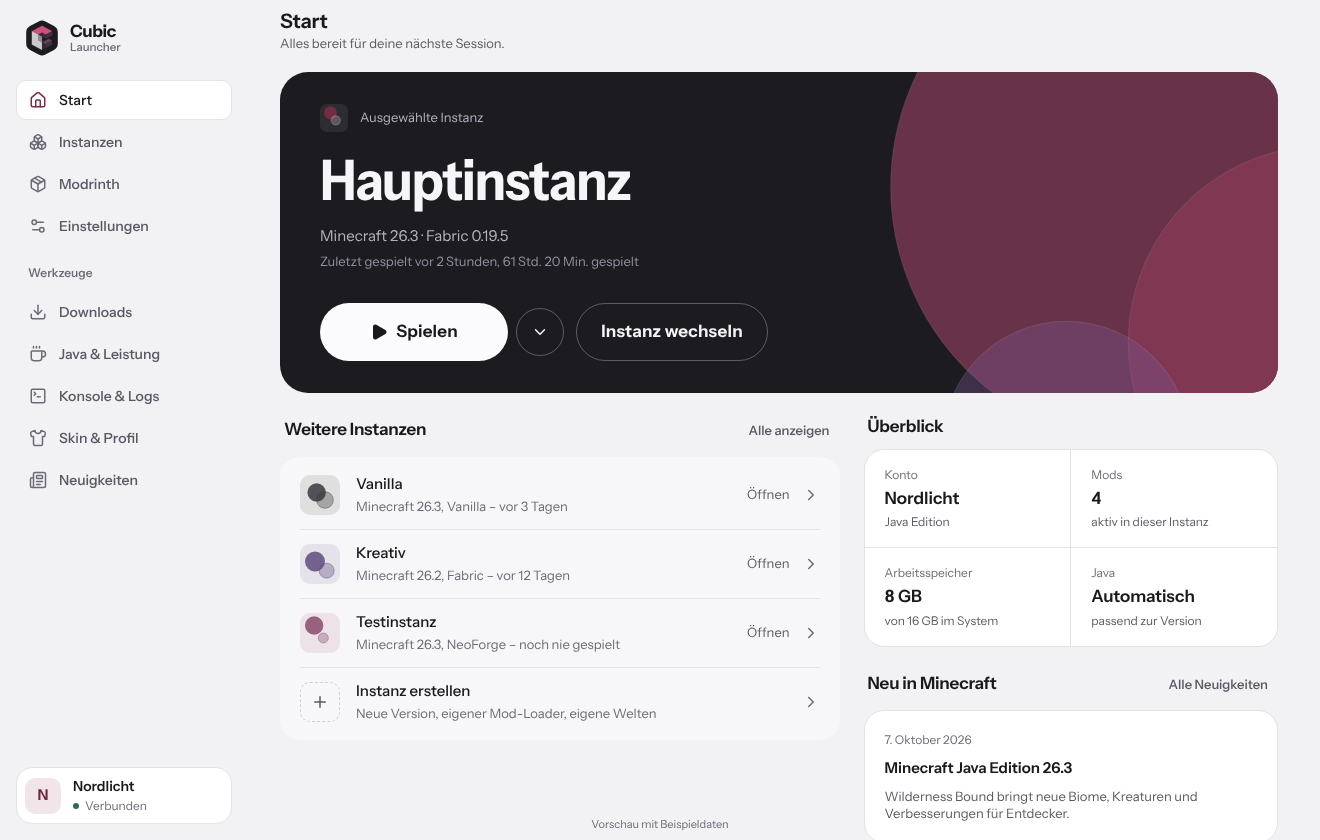 Cubic
Launcher
Start
Instanzen
Modrinth
Einstellungen
Werkzeuge
Downloads
Java & Leistung
Konsole & Logs
Skin & Profil
Neuigkeiten
N
Nordlicht
Verbunden
Start
Alles bereit für deine nächste Session.
Ausgewählte Instanz
Hauptinstanz
Minecraft 26.3 · Fabric 0.19.5
Zuletzt gespielt vor 2 Stunden, 61 Std. 20 Min. gespielt
Spielen
Instanz wechseln
Weitere Instanzen
Alle anzeigen
Vanilla
Minecraft 26.3, Vanilla – vor 3 Tagen
Öffnen
Kreativ
Minecraft 26.2, Fabric – vor 12 Tagen
Öffnen
Testinstanz
Minecraft 26.3, NeoForge – noch nie gespielt
Öffnen
Instanz erstellen
Neue Version, eigener Mod-Loader, eigene Welten
Überblick
Konto
Nordlicht
Java Edition
Mods
4
aktiv in dieser Instanz
Arbeitsspeicher
8 GB
von 16 GB im System
Java
Automatisch
passend zur Version
Neu in Minecraft
Alle Neuigkeiten
7. Oktober 2026
Minecraft Java Edition 26.3
Wilderness Bound bringt neue Biome, Kreaturen und
Verbesserungen für Entdecker.
Vorschau mit Beispieldaten